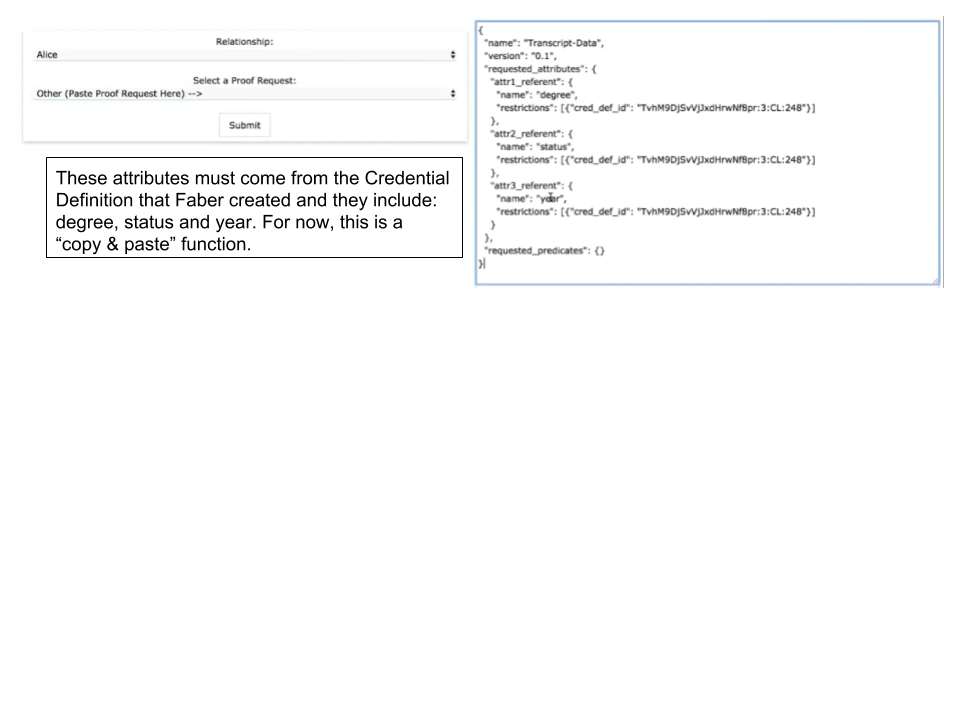 Relationship:
Alice
Select a Proof Request:
Other (Paste Proof Request Here) -->
Submit
These attributes must come from the Credential
Definition that Faber created and they include:
degree, status and year. For now, this is a
“copy & paste” function.
{
"name": "Transcript-Data",
"version": "0.1",
"requested_attributes": {
"attr1_referent": {
"name": "degree",
"restrictions": [{"cred_def_id": "TvhM9DjSvVjJxdHrwNfBpr:3:CL:248"}]
},
"attr2_referent": {
"name": "status",
"restrictions": [{"cred_def_id": "TvhM9DjSvVjJxdHrwNfBpr:3:CL:248"}]
},
"attr3_referent": {
"name": "year",
"restrictions": [{"cred_def_id": "TvhM9DjSvVjJxdHrwNfBpr:3:CL:248"}]
}
},
"requested_predicates": {}
}